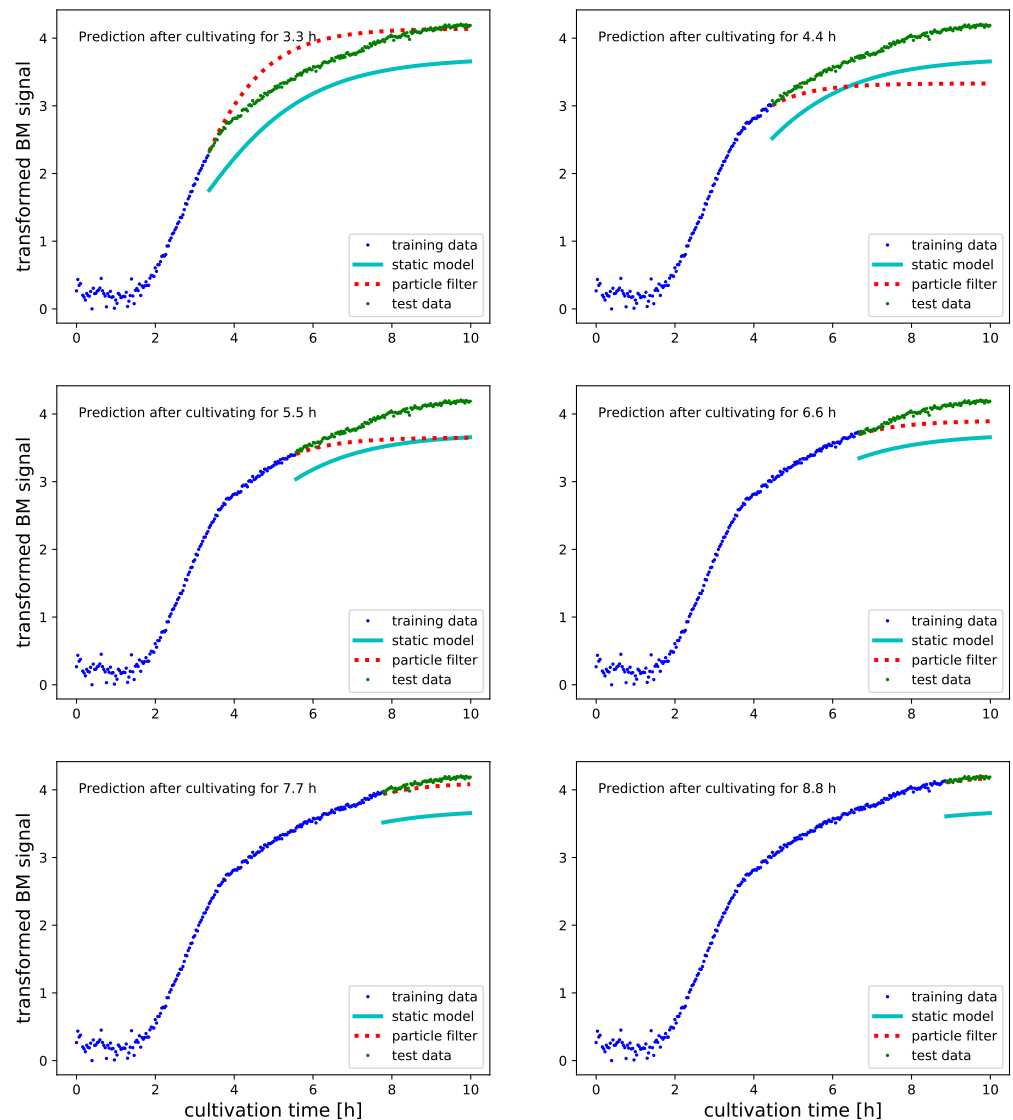 Prediction after cultivating for 3.3 h
transformed BM signal
4
3
2
1
0
training data
static model
particle filter
test data
0 2 4 6 8 10
Prediction after cultivating for 4.4 h
4
3
2
1
0
training data
static model
particle filter
test data
0 2 4 6 8 10
Prediction after cultivating for 5.5 h
transformed BM signal
4
3
2
1
0
training data
static model
particle filter
test data
0 2 4 6 8 10
Prediction after cultivating for 6.6 h
4
3
2
1
0
training data
static model
particle filter
test data
0 2 4 6 8 10
Prediction after cultivating for 7.7 h
transformed BM signal
4
3
2
1
0
training data
static model
particle filter
test data
0 2 4 6 8 10
cultivation time [h]
Prediction after cultivating for 8.8 h
4
3
2
1
0
training data
static model
particle filter
test data
0 2 4 6 8 10
cultivation time [h]